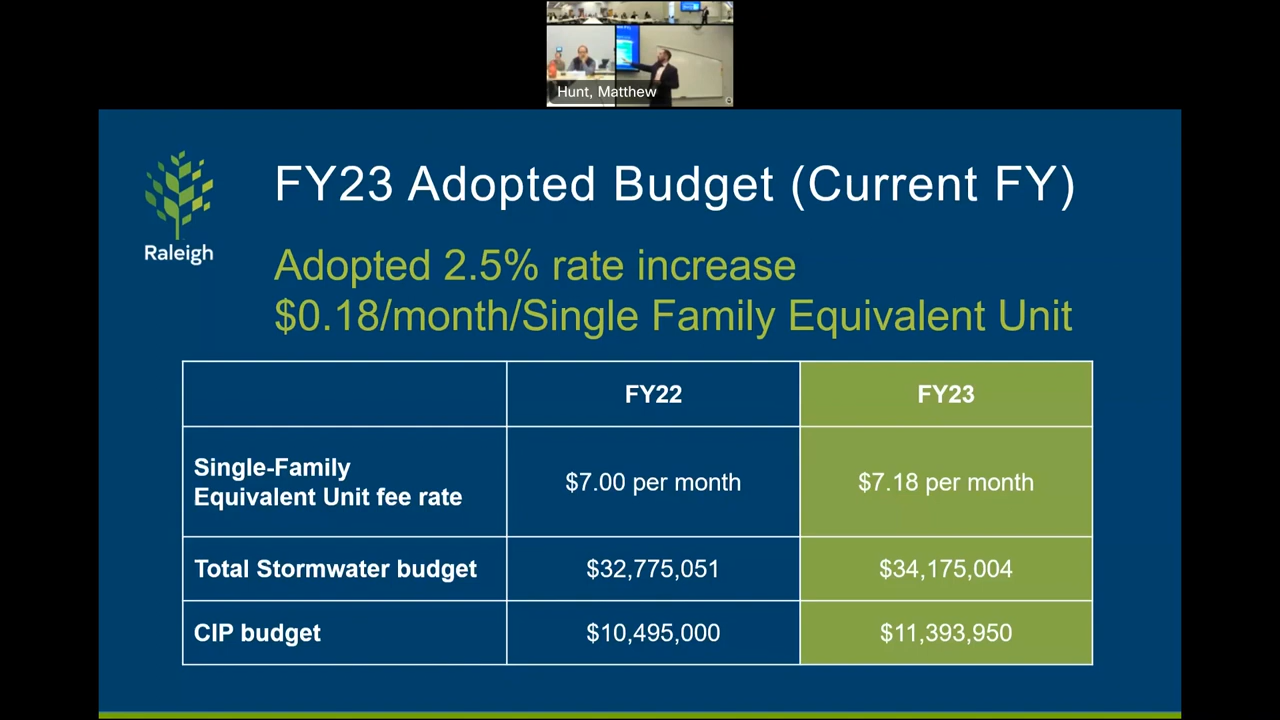 Hunt, Matthew
Raleigh
FY23 Adopted Budget (Current FY)
Adopted 2.5% rate increase
$0.18/month/Single Family Equivalent Unit
FY22 FY23
Single-Family
Equivalent Unit fee rate $7.00 per month $7.18 per month
Total Stormwater budget $32,775,051 $34,175,004
CIP budget $10,495,000 $11,393,950